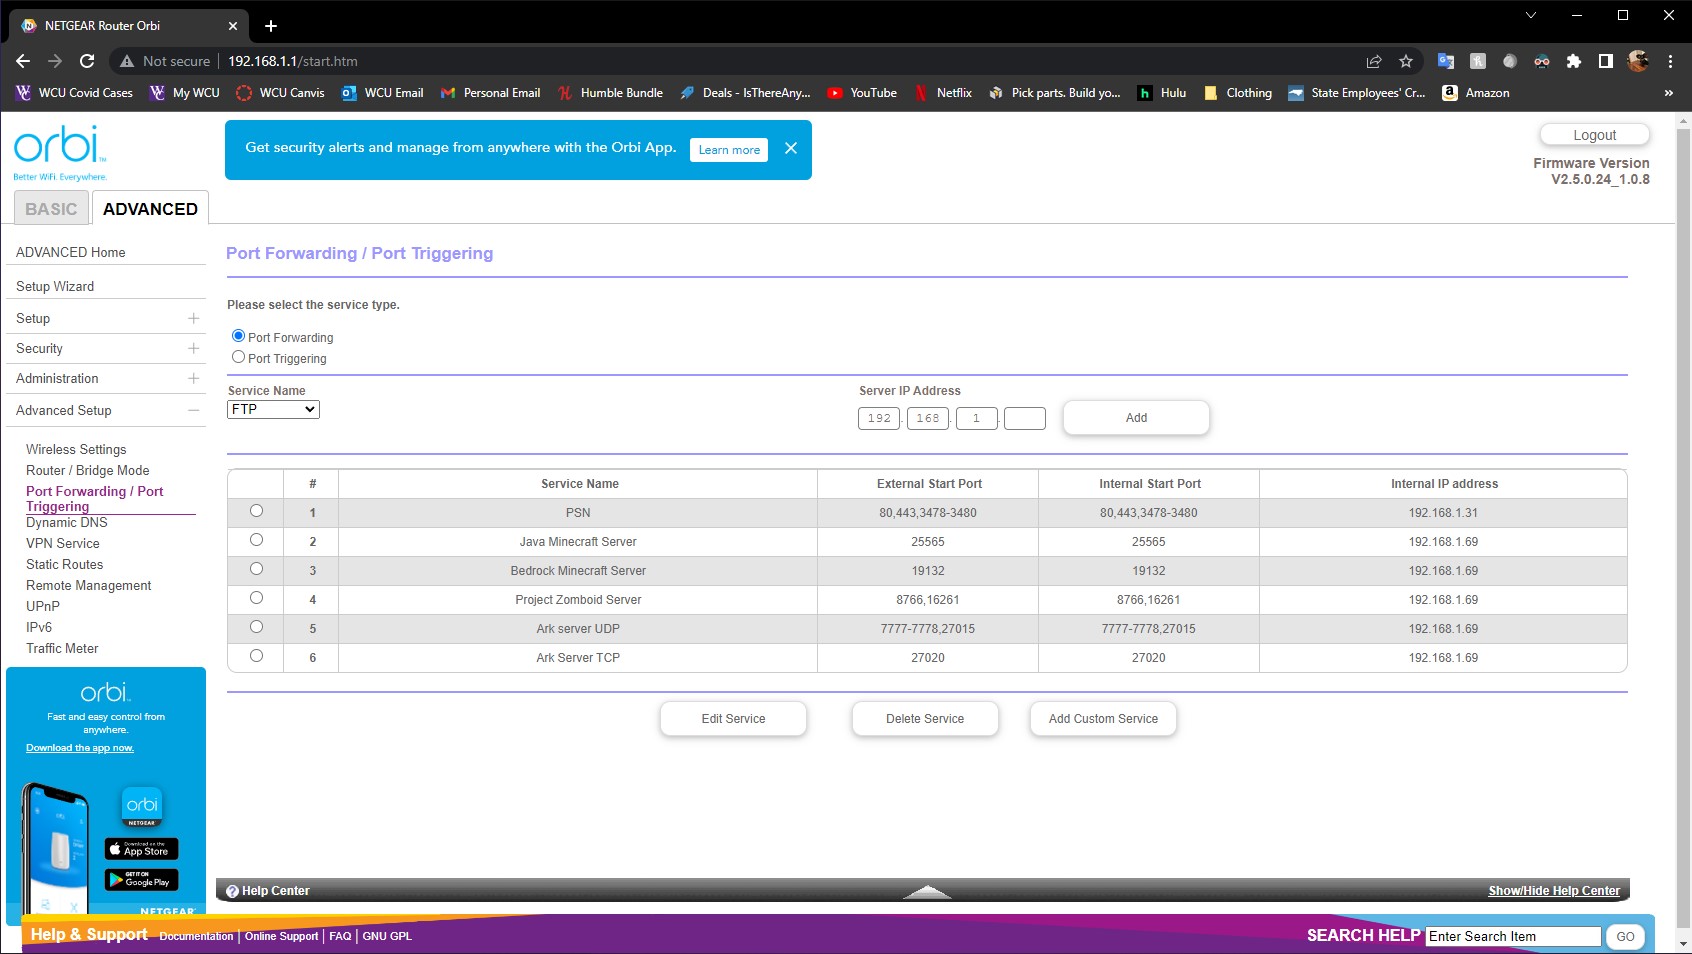 NETGEAR Router Orbi
Not secure
192.168.1.1/start.htm
WCU Covid Cases
My WCU
WCU Canvis
WCU Email
Personal Email
Humble Bundle
Deals - IsThereAny...
YouTube
Netflix
Pick parts. Build yo...
Hulu
Clothing
State Employees' Cr...
Amazon
»
orbi™
Better WiFi. Everywhere.
Get security alerts and manage from anywhere with the Orbi App.
Learn more
Logout
Firmware Version
V2.5.0.24_1.0.8
BASIC
ADVANCED
ADVANCED Home
Setup Wizard
Setup
Security
Administration
Advanced Setup
Wireless Settings
Router / Bridge Mode
Port Forwarding / Port
Triggering
Dynamic DNS
VPN Service
Static Routes
Remote Management
UPnP
IPv6
Traffic Meter
Port Forwarding / Port Triggering
Please select the service type.
Port Forwarding
Port Triggering
Service Name
FTP
Server IP Address
192 . 168 . 1 .
Add
# Service Name External Start Port Internal Start Port Internal IP address
1 PSN 80,443,3478-3480 80,443,3478-3480 192.168.1.31
2 Java Minecraft Server 25565 25565 192.168.1.69
3 Bedrock Minecraft Server 19132 19132 192.168.1.69
4 Project Zomboid Server 8766,16261 8766,16261 192.168.1.69
5 Ark server UDP 7777-7778,27015 7777-7778,27015 192.168.1.69
6 Ark Server TCP 27020 27020 192.168.1.69
Edit Service
Delete Service
Add Custom Service
orbi™
Fast and easy control from
anywhere.
Download the app now.
orbi
NETGEAR
Download on the
App Store
GET IT ON
Google Play
NETGEAR
? Help Center
Show/Hide Help Center
Help & Support
Documentation | Online Support | FAQ | GNU GPL
SEARCH HELP
Enter Search Item
GO